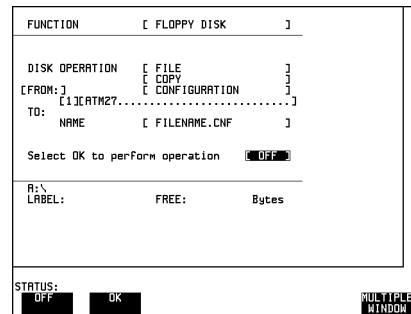 FUNCTION [ FLOPPY DISK ]
DISK OPERATION [ FILE ]
[ COPY ]
[FROM:] [ CONFIGURATION ]
[1][ATM27..........................]
TO:
NAME [ FILENAME.CNF ]
Select OK to perform operation [ OFF ]
A:\
LABEL: FREE: Bytes
STATUS:
OFF OK MULTIPLE
WINDOW